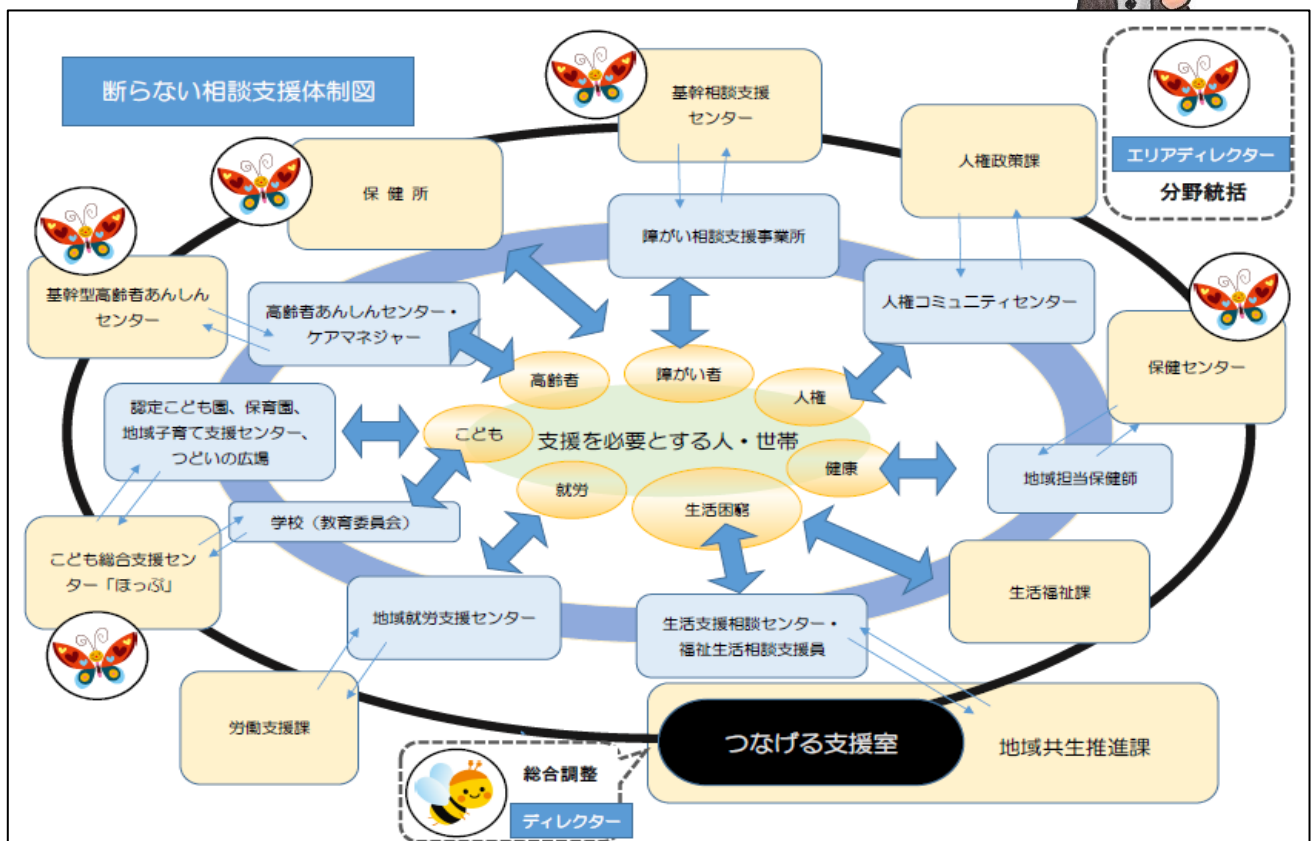 断らない相談支援体制図
基幹相談支援
センター
人権政策課
エリアディレクター
分野統括
保健所
障がい相談支援事業所
基幹型高齢者あんしん
センター
高齢者あんしんセンター・
ケアマネジャー
人権コミュニティセンター
保健センター
高齢者
障がい者
人権
認定こども園、保育園、
地域子育て支援センター、
つどいの広場
こども
支援を必要とする人・世帯
健康
地域担当保健師
就労
生活困窮
学校(教育委員会)
こども総合支援セン
ター「ほっぷ」
生活福祉課
地域就労支援センター
生活支援相談センター・
福祉生活相談支援員
労働支援課
つなげる支援室
地域共生推進課
総合調整
ディレクター